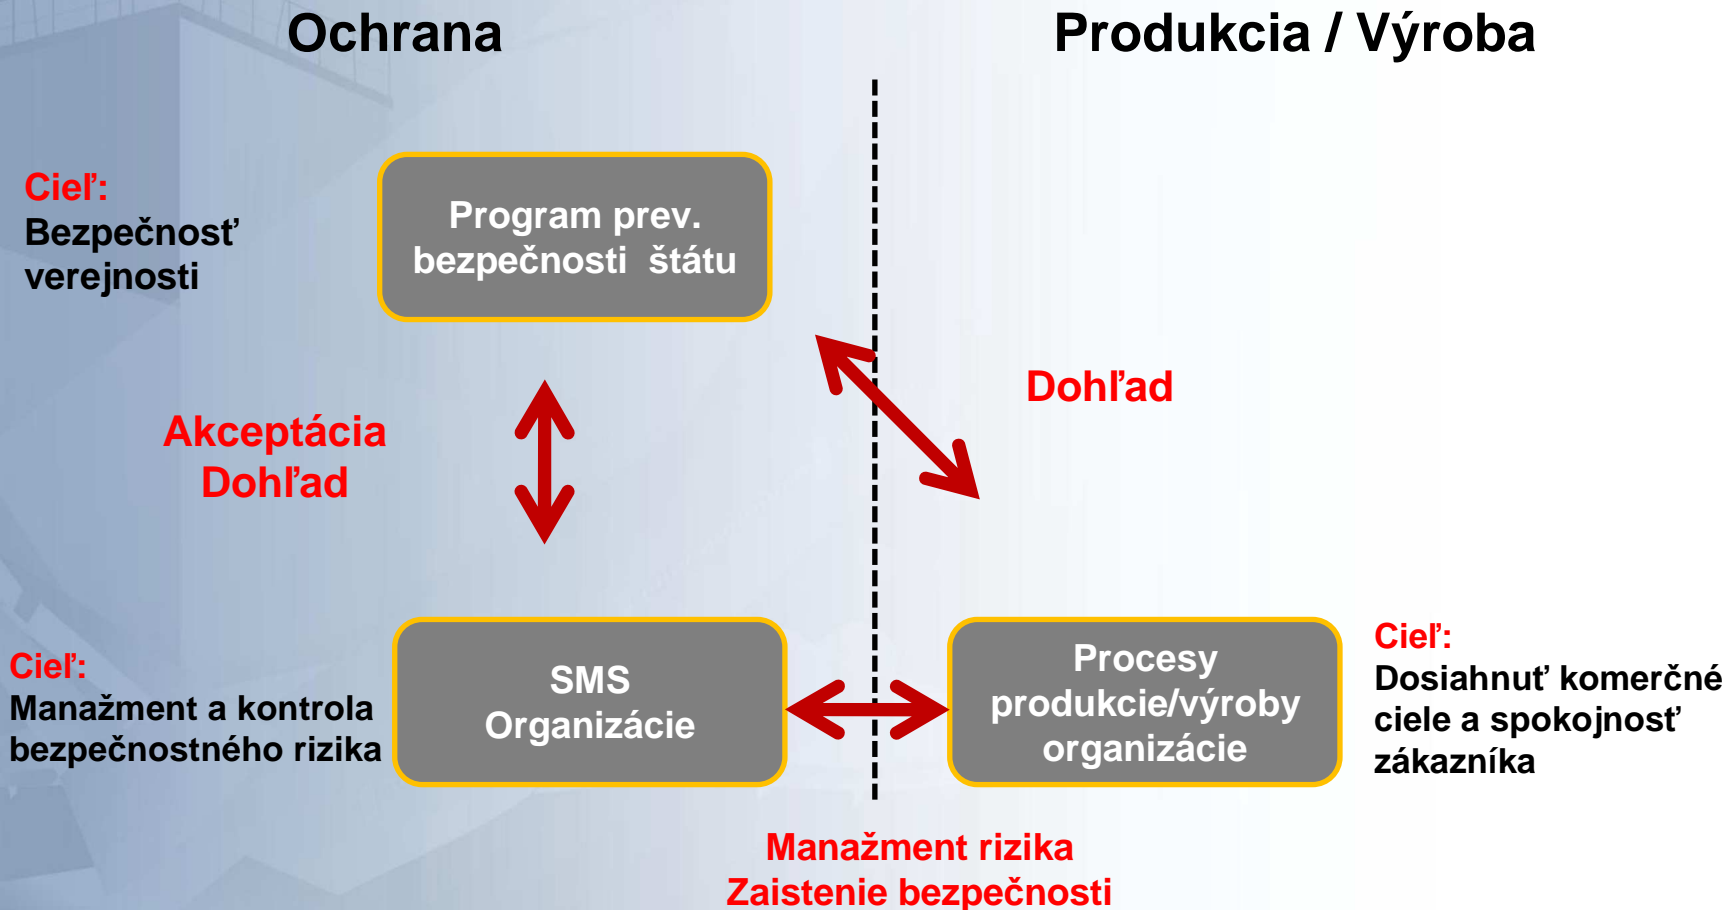 Ochrana
Produkcia / Výroba
Cieľ:
Bezpečnosť
verejnosti
Program prev.
bezpečnosti štátu
Akceptácia
Dohľad
Dohľad
Cieľ:
Manažment a kontrola
bezpečnostného rizika
SMS
Organizácie
Procesy
produkcie/výroby
organizácie
Cieľ:
Dosiahnuť komerčné
ciele a spokojnosť
zákazníka
Manažment rizika
Zaistenie bezpečnosti